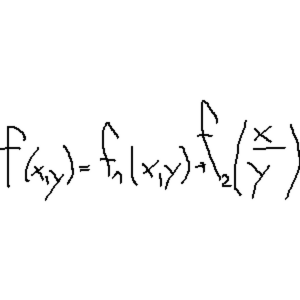 f(x,y) = f₁(x,y) + f₂(x/y)